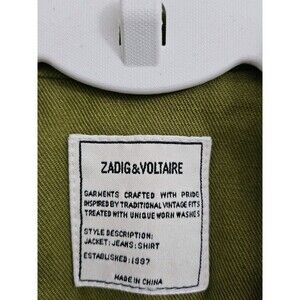 ZADIG&VOLTAIRE
GARMENTS CRAFTED WITH PRIDE
INSPIRED BY TRADITIONAL VINTAGE FITS
TREATED WITH UNIQUE WORN WASHES
STYLE DESCRIPTION:
JACKET: JEANS: SHIRT
ESTABLISHED: 1997
MADE IN CHINA